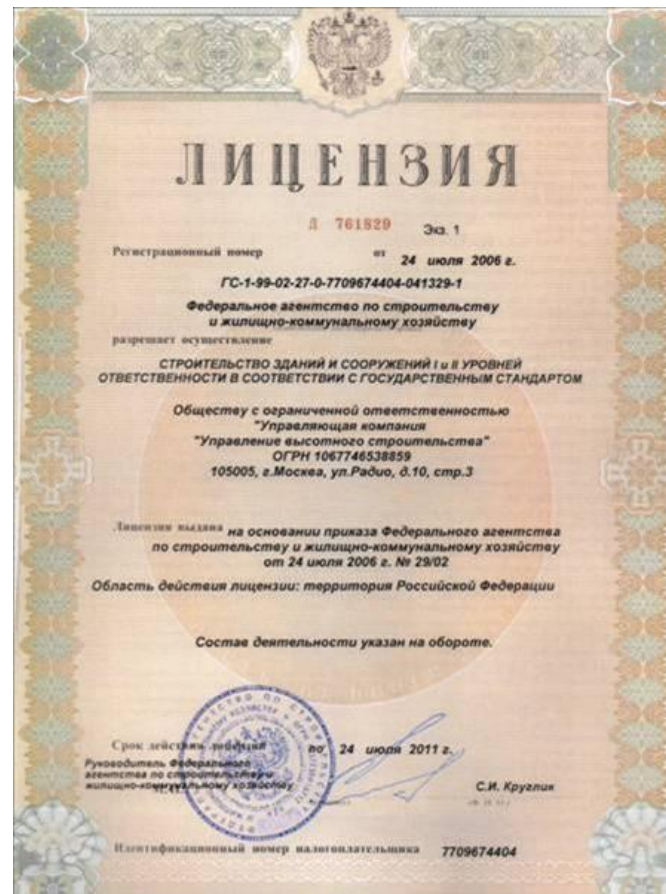 ЛИЦЕНЗИЯ
Д 761829 Экз. 1
Регистрационный номер от 24 июля 2006 г.
ГС-1-99-02-27-0-7709674404-041329-1
Федеральное агентство по строительству
и жилищно-коммунальному хозяйству
разрешает осуществление
СТРОИТЕЛЬСТВО ЗДАНИЙ И СООРУЖЕНИЙ I и II УРОВНЕЙ
ОТВЕТСТВЕННОСТИ В СООТВЕТСТВИИ С ГОСУДАРСТВЕННЫМ СТАНДАРТОМ
Обществу с ограниченной ответственностью
"Управляющая компания
"Управление высотного строительства"
ОГРН 1067746538859
105005, г.Москва, ул.Радио, д.10, стр.3
Лицензия выдана на основании приказа Федерального агентства
по строительству и жилищно-коммунальному хозяйству
от 24 июля 2006 г. № 29/02
Область действия лицензии: территория Российской Федерации
Состав деятельности указан на обороте.
Срок действия лицензии по 24 июля 2011 г.
Руководитель Федерального
агентства по строительству и
жилищно-коммунальному хозяйству
С.И. Круглик
Идентификационный номер налогоплательщика 7709674404